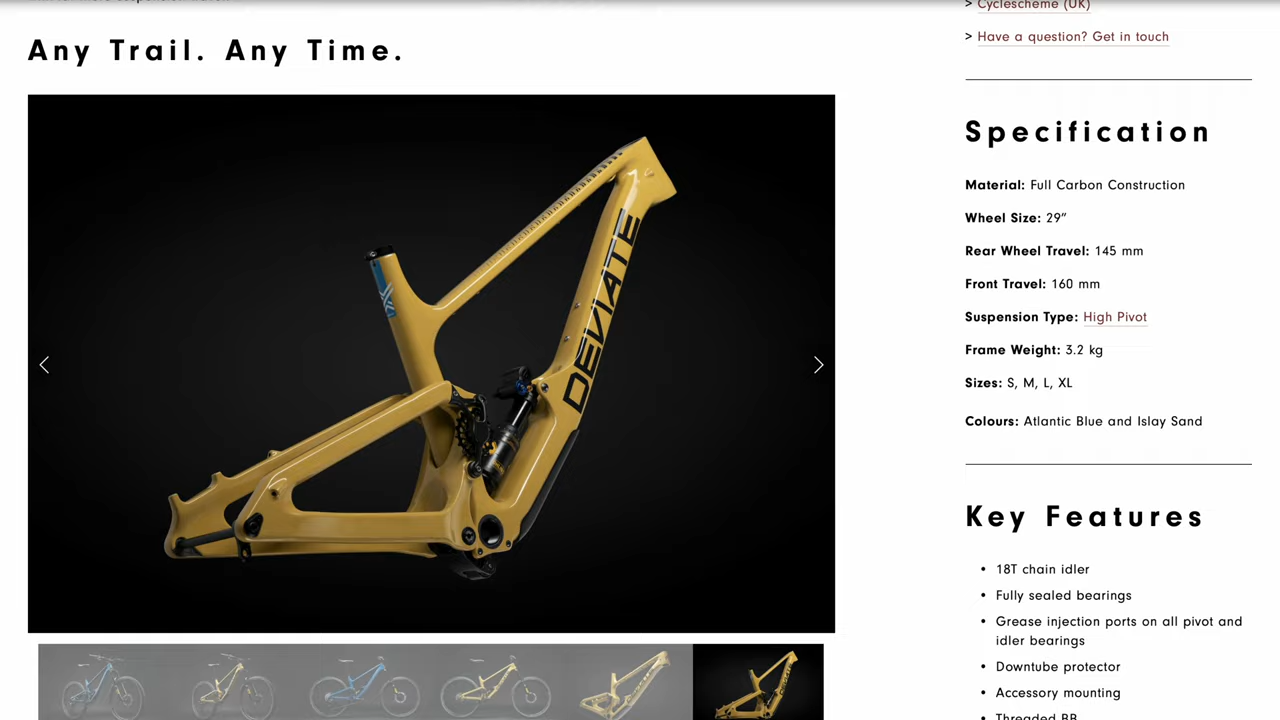 Any Trail. Any Time.
DEVIATE
> Cyclescheme (UK)
> Have a question? Get in touch
Specification
Material: Full Carbon Construction
Wheel Size: 29”
Rear Wheel Travel: 145 mm
Front Travel: 160 mm
Suspension Type: High Pivot
Frame Weight: 3.2 kg
Sizes: S, M, L, XL
Colours: Atlantic Blue and Islay Sand
Key Features
• 18T chain idler
• Fully sealed bearings
• Grease injection ports on all pivot and
idler bearings
• Downtube protector
• Accessory mounting
• Threaded BB